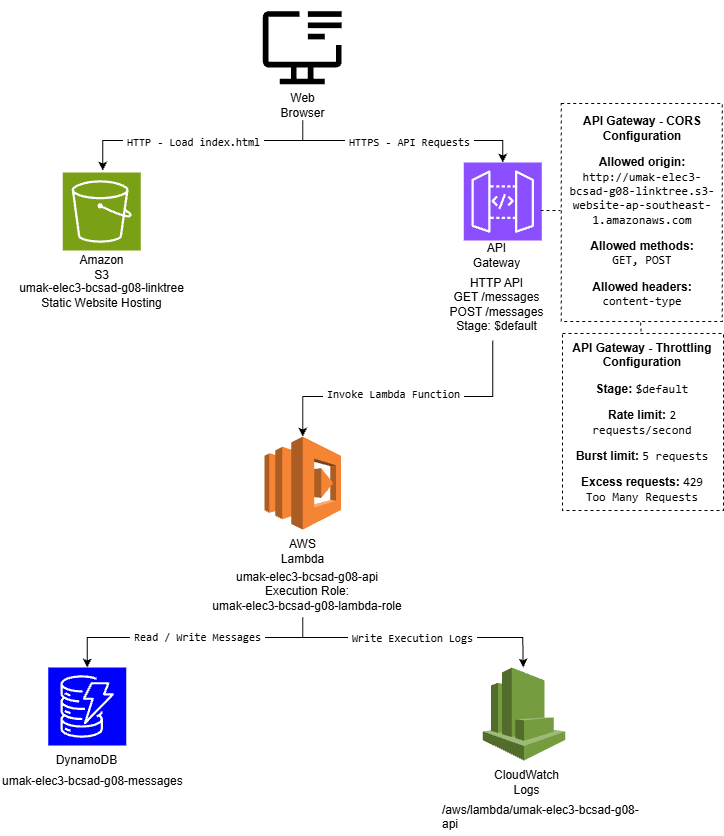 Web
Browser
HTTP - Load index.html
HTTPS - API Requests
Amazon
S3
umak-elec3-bcsad-g08-linktree
Static Website Hosting
API
Gateway
HTTP API
GET /messages
POST /messages
Stage: $default
API Gateway - CORS
Configuration
Allowed origin:
http://umak-elec3-
bcsad-g08-linktree.s3-
website-ap-southeast-
1.amazonaws.com
Allowed methods:
GET, POST
Allowed headers:
content-type
API Gateway - Throttling
Configuration
Stage: $default
Rate limit: 2
requests/second
Burst limit: 5 requests
Excess requests: 429
Too Many Requests
Invoke Lambda Function
AWS
Lambda
umak-elec3-bcsad-g08-api
Execution Role:
umak-elec3-bcsad-g08-lambda-role
Read / Write Messages
Write Execution Logs
DynamoDB
umak-elec3-bcsad-g08-messages
CloudWatch
Logs
/aws/lambda/umak-elec3-bcsad-g08-
api